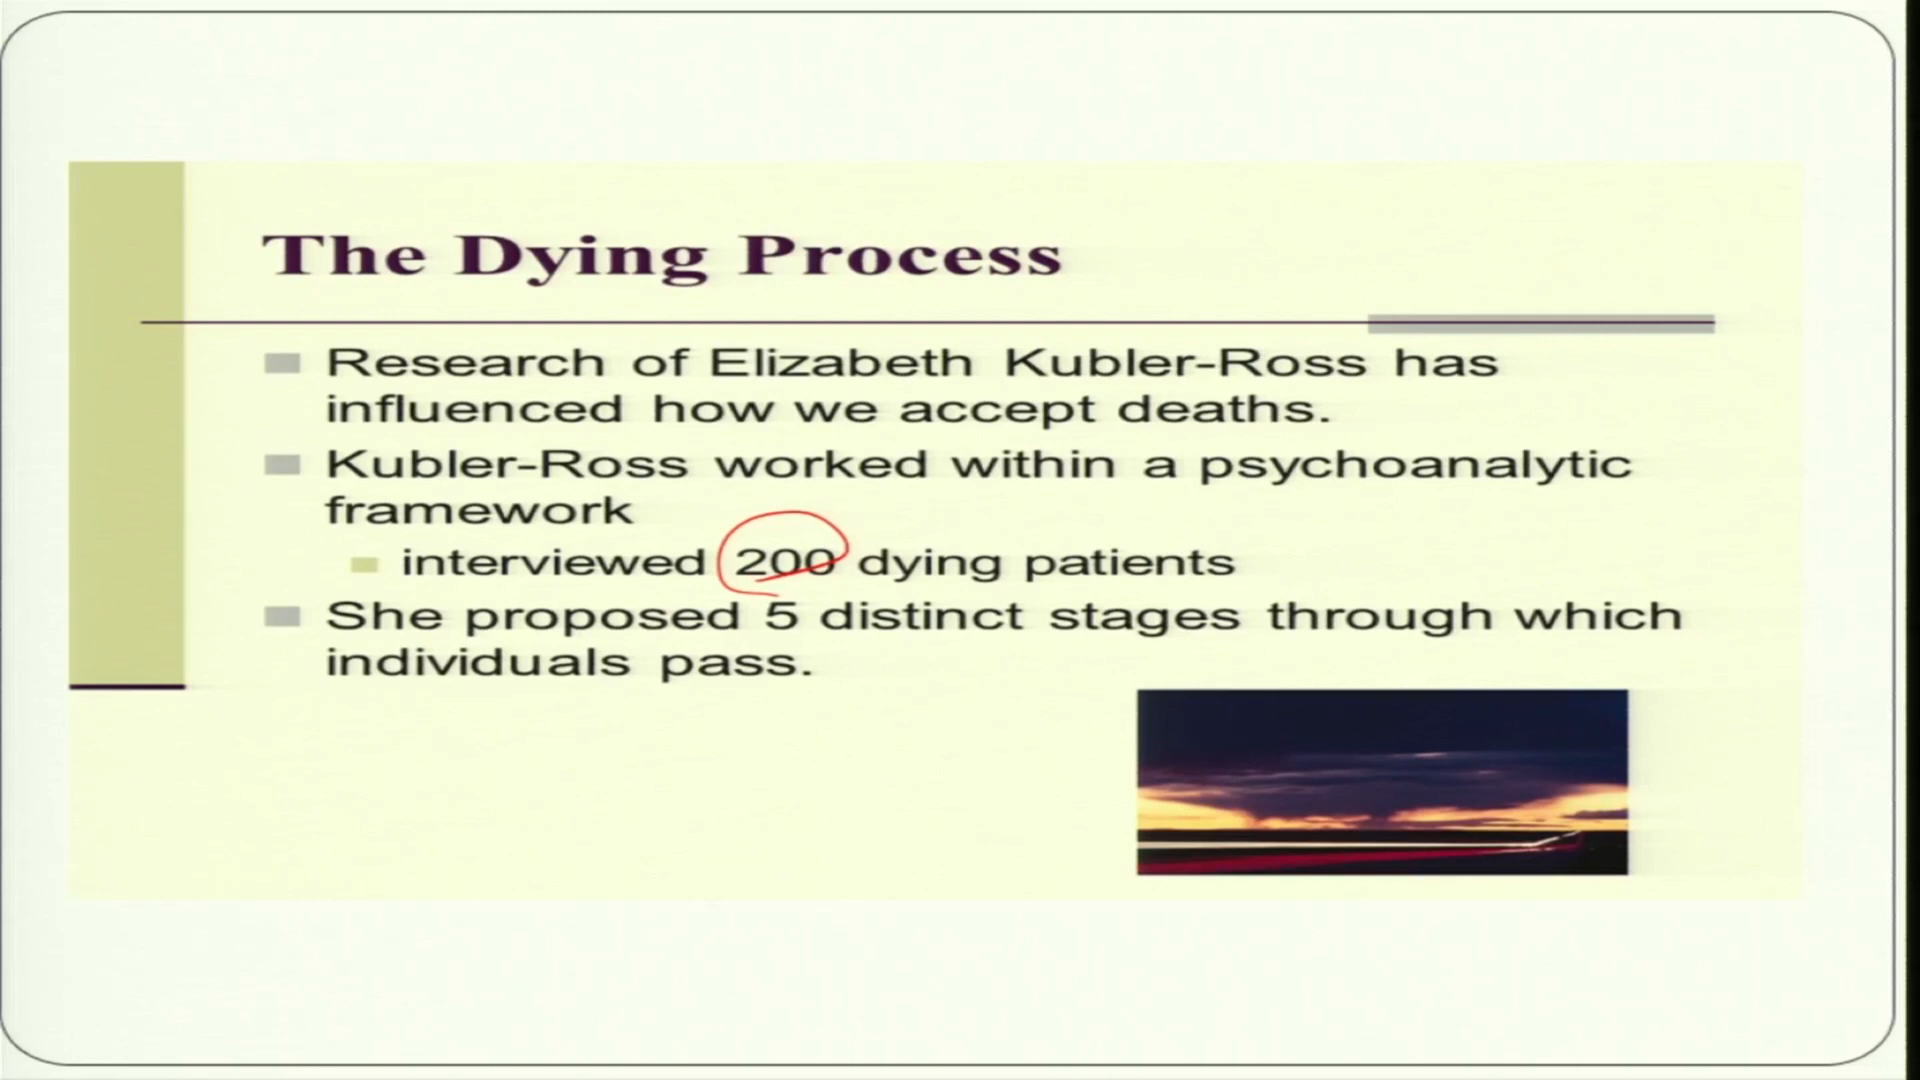 The Dying Process
Research of Elizabeth Kubler-Ross has
influenced how we accept deaths.
Kubler-Ross worked within a psychoanalytic
framework
interviewed 200 dying patients
She proposed 5 distinct stages through which
individuals pass.